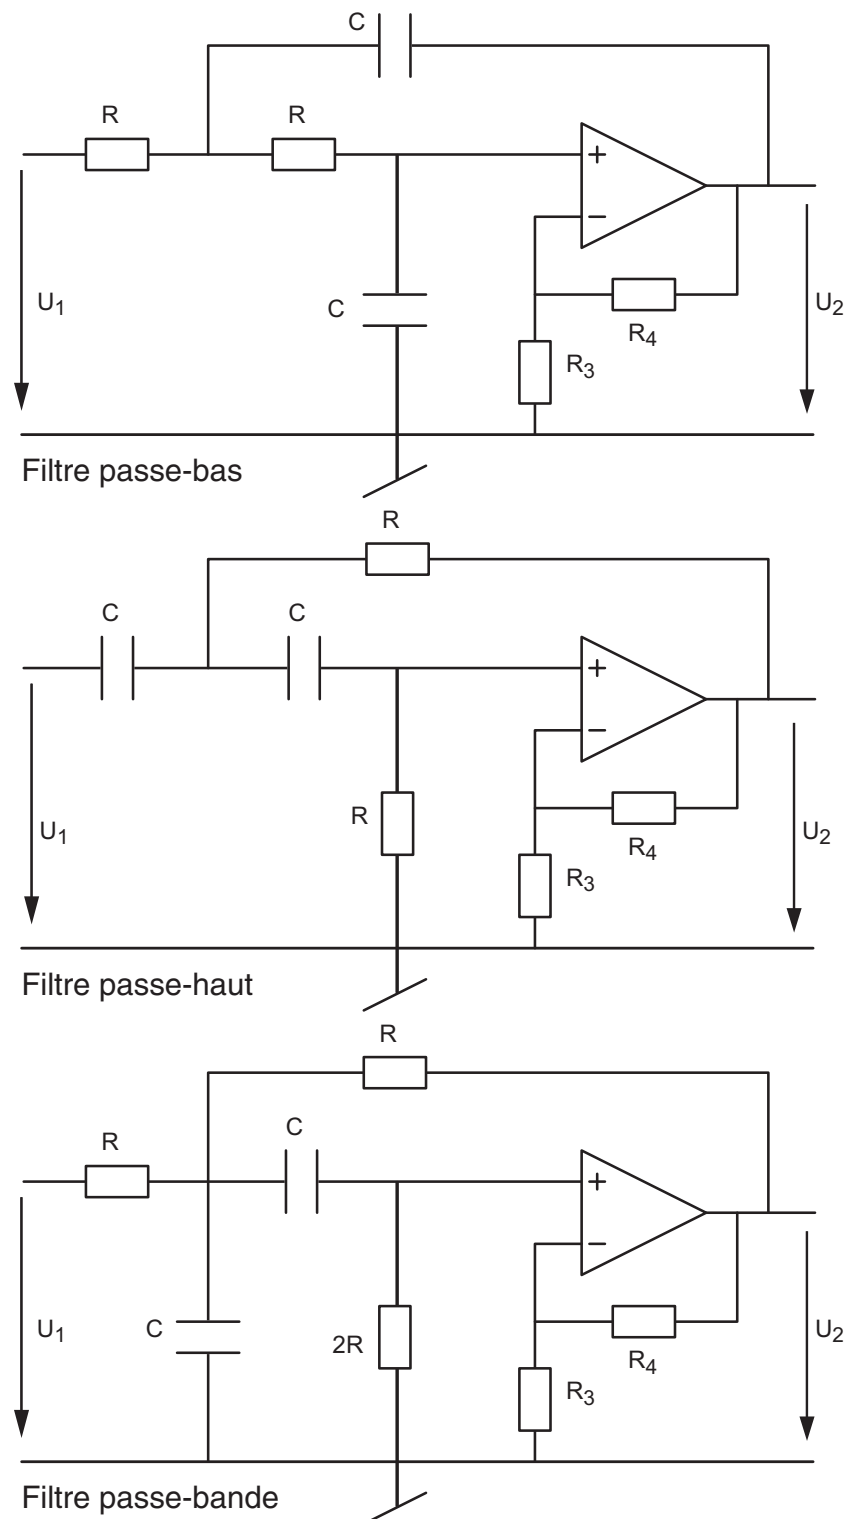 C
R
R
+
−
U1
C
R4
U2
R3
Filtre passe-bas
R
C
C
+
−
U1
R
R4
U2
R3
Filtre passe-haut
R
C
R
+
−
U1
C
2R
R4
U2
R3
Filtre passe-bande